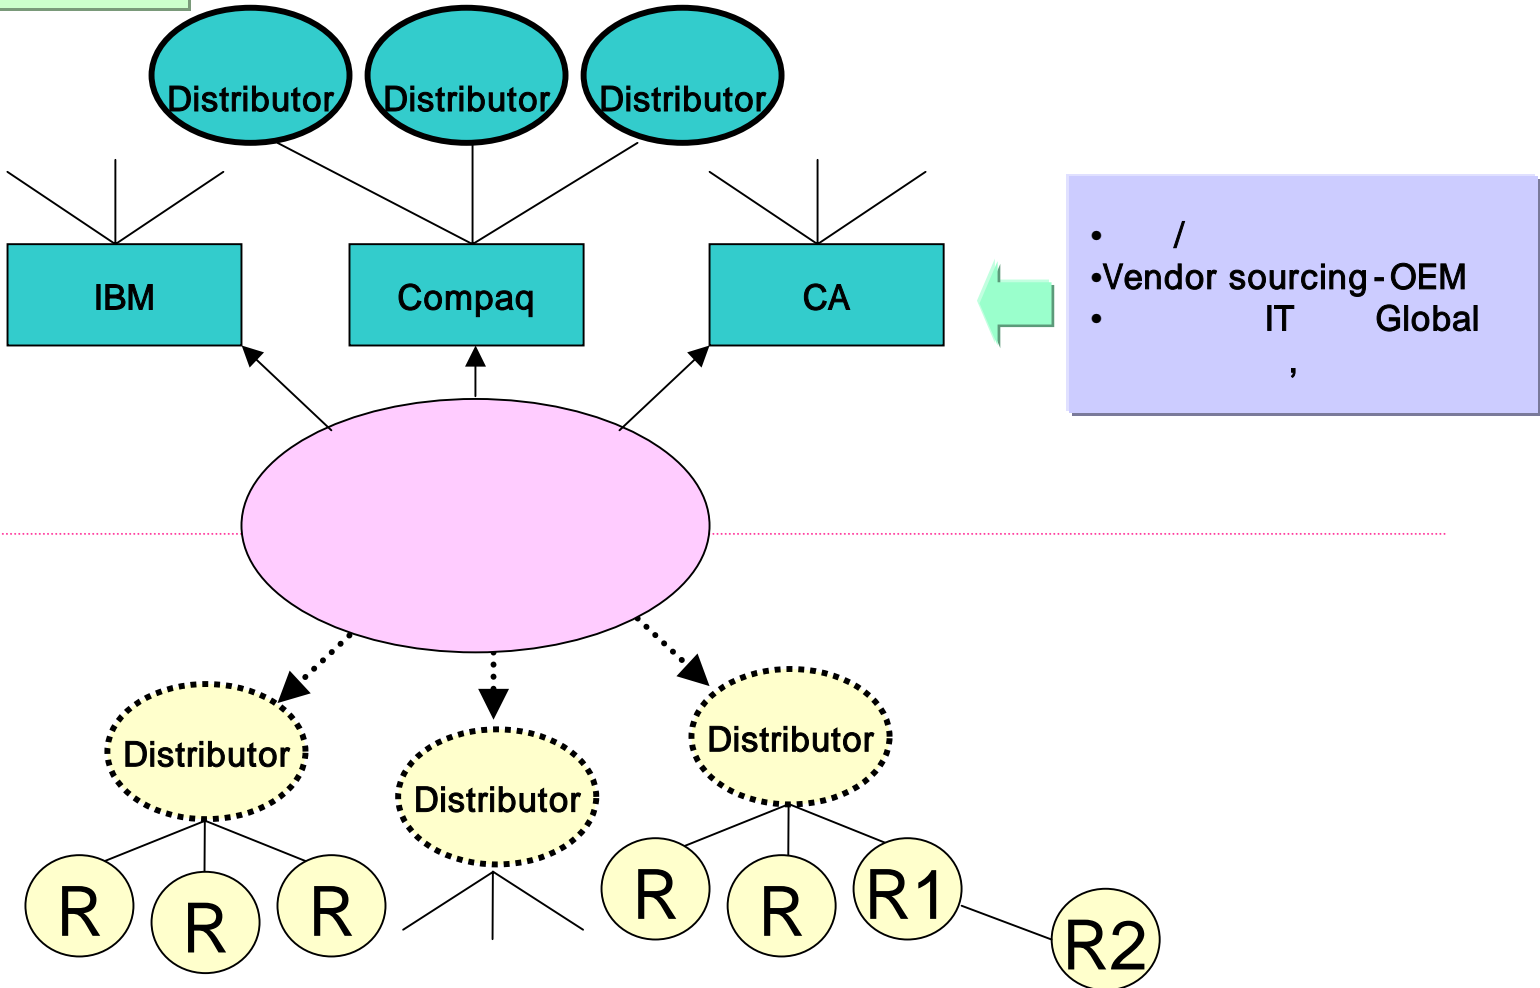 Distributor Distributor Distributor
IBM Compaq CA
• /
•Vendor sourcing - OEM
• IT Global
,
Distributor Distributor Distributor
R R R R R R1 R2